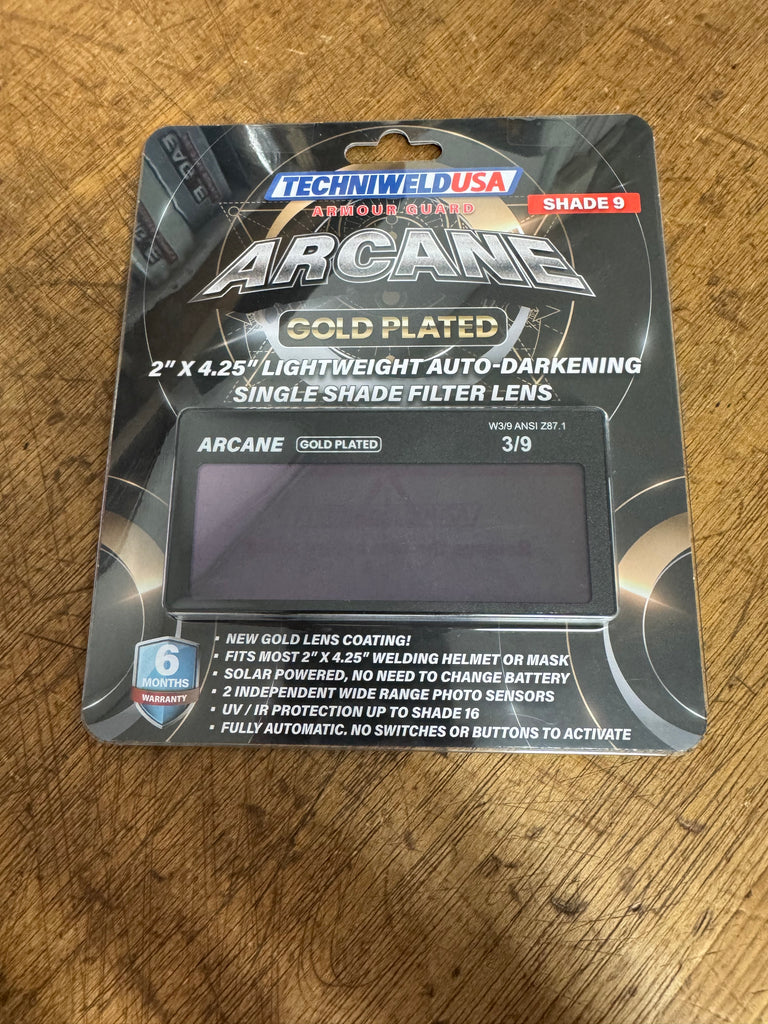 TECHNIWELDUSA
ARMOUR GUARD
SHADE 9
ARCANE
GOLD PLATED
2" X 4.25" LIGHTWEIGHT AUTO-DARKENING
SINGLE SHADE FILTER LENS
W3/9 ANSI Z87.1
ARCANE GOLD PLATED 3/9
• NEW GOLD LENS COATING!
• FITS MOST 2" X 4.25" WELDING HELMET OR MASK
• SOLAR POWERED, NO NEED TO CHANGE BATTERY
• 2 INDEPENDENT WIDE RANGE PHOTO SENSORS
• UV / IR PROTECTION UP TO SHADE 16
• FULLY AUTOMATIC. NO SWITCHES OR BUTTONS TO ACTIVATE
6
MONTHS
WARRANTY